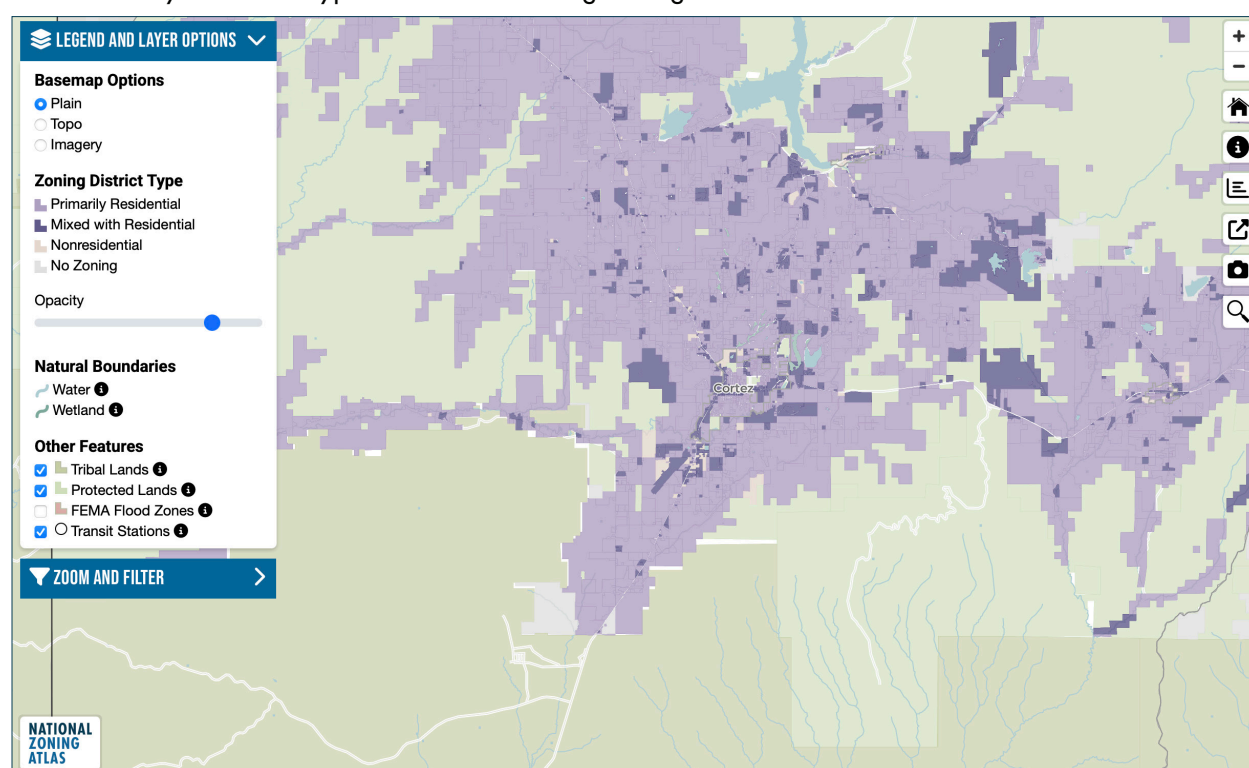 LEGEND AND LAYER OPTIONS
Basemap Options
Plain
Topo
Imagery
Zoning District Type
Primarily Residential
Mixed with Residential
Nonresidential
No Zoning
Opacity
Natural Boundaries
Water
Wetland
Other Features
Tribal Lands
Protected Lands
FEMA Flood Zones
Transit Stations
ZOOM AND FILTER
Cortez
NATIONAL
ZONING
ATLAS